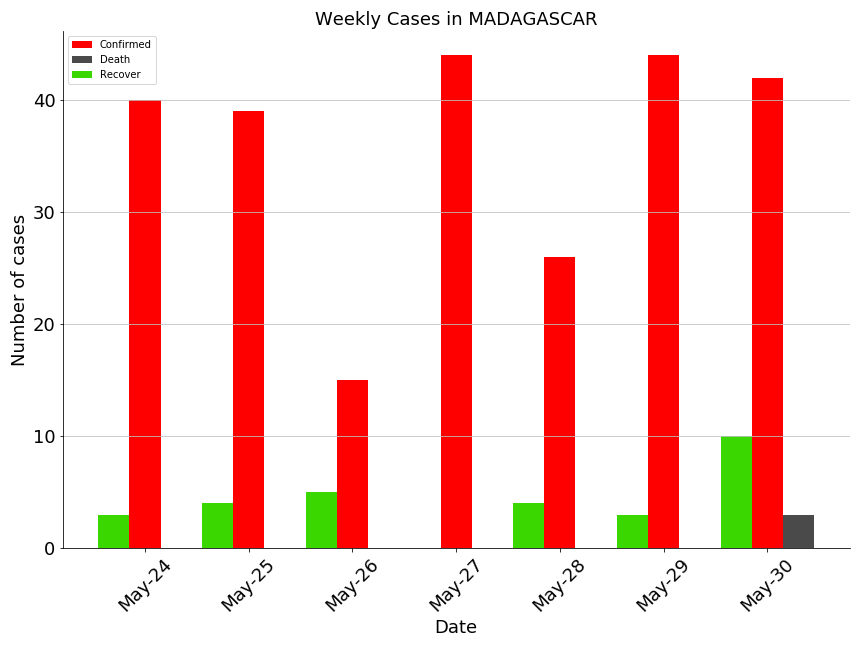 Weekly Cases in MADAGASCAR
Confirmed
Death
Recover
Number of cases
40
30
20
10
0
May-24
May-25
May-26
May-27
May-28
May-29
May-30
Date